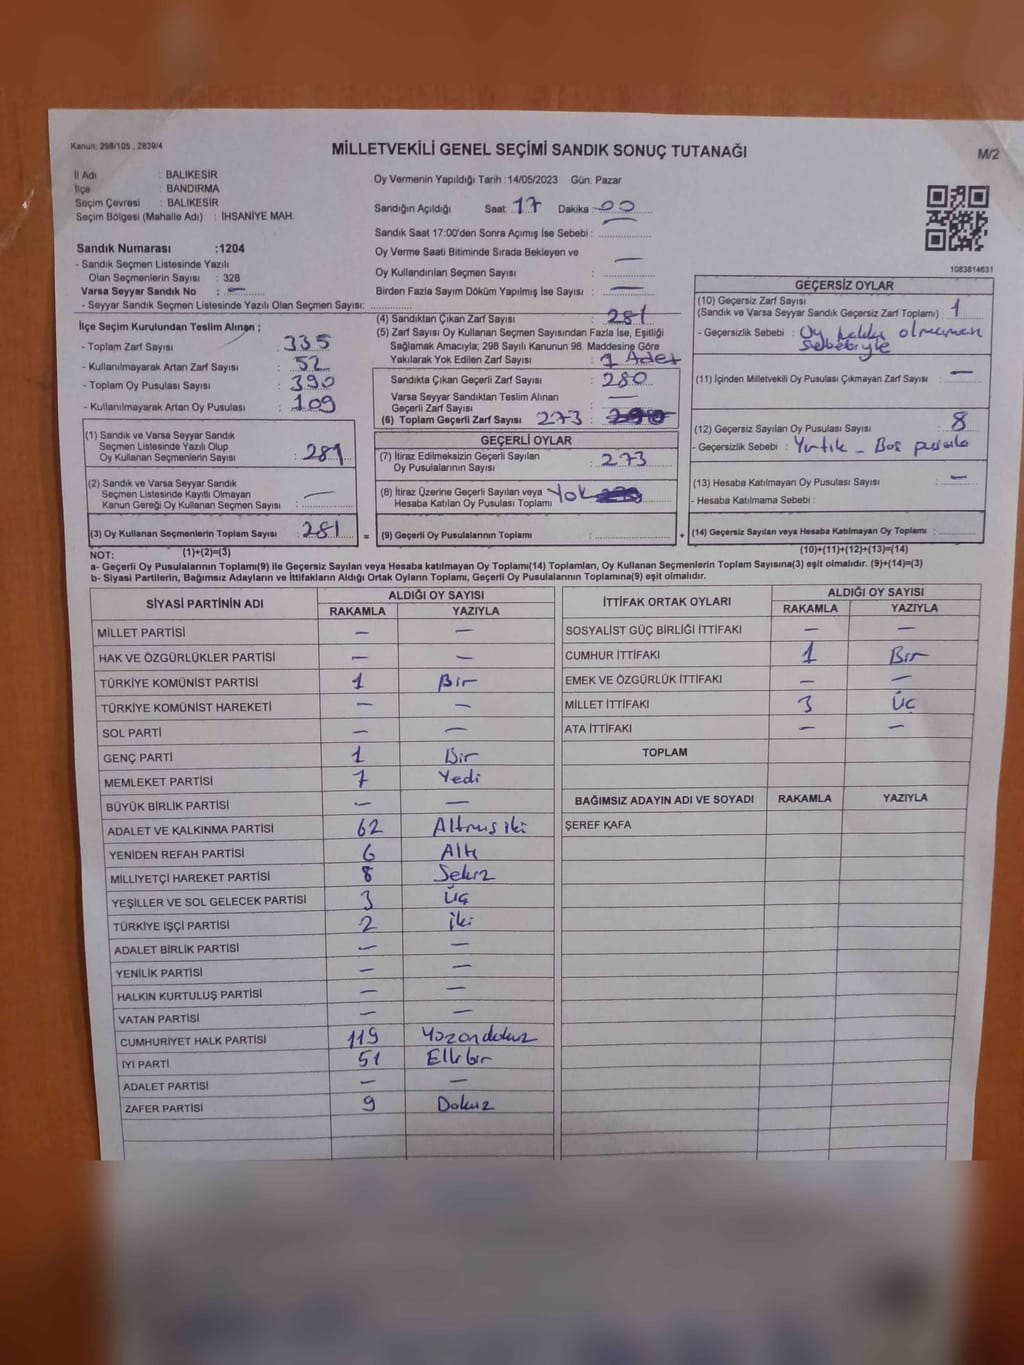 Kanun: 298/105 , 2839/4
MİLLETVEKİLİ GENEL SEÇİMİ SANDIK SONUÇ TUTANAĞI
M/2
İl Adı : BALIKESİR
İlçe : BANDIRMA
Seçim Çevresi : BALIKESİR
Seçim Bölgesi (Mahalle Adı) : İHSANİYE MAH.
Oy Vermenin Yapıldığı Tarih :14/05/2023 Gün: Pazar
Sandığın Açıldığı Saat: 17 Dakika: 00
Sandık Saat 17:00'den Sonra Açımış İse Sebebi :
Oy Verme Saati Bitiminde Sırada Bekleyen ve
Oy Kullandırılan Seçmen Sayısı : —
Birden Fazla Sayım Döküm Yapılmış İse Sayısı : —
Sandık Numarası :1204
- Sandık Seçmen Listesinde Yazılı
Olan Seçmenlerin Sayısı : 328
Varsa Seyyar Sandık No : —
- Seyyar Sandık Seçmen Listesinde Yazılı Olan Seçmen Sayısı:
İlçe Seçim Kurulundan Teslim Alınan ;
- Toplam Zarf Sayısı : 335
- Kullanılmayarak Artan Zarf Sayısı : 52
- Toplam Oy Pusulası Sayısı : 390
- Kullanılmayarak Artan Oy Pusulası : 109
(1) Sandık ve Varsa Seyyar Sandık
Seçmen Listesinde Yazılı Olup
Oy Kullanan Seçmenlerin Sayısı : 281
(2) Sandık ve Varsa Seyyar Sandık
Seçmen Listesinde Kayıtlı Olmayan
Kanun Gereği Oy Kullanan Seçmen Sayısı : —
(3) Oy Kullanan Seçmenlerin Toplam Sayısı : 281
(1)+(2)=(3)
(4) Sandıktan Çıkan Zarf Sayısı : 281
(5) Zarf Sayısı Oy Kullanan Seçmen Sayısından Fazla İse, Eşitliği
Sağlamak Amacıyla; 298 Sayılı Kanunun 98. Maddesine Göre
Yakılarak Yok Edilen Zarf Sayısı : 1 Adet
Sandıkta Çıkan Geçerli Zarf Sayısı : 280
Varsa Seyyar Sandıktan Teslim Alınan
Geçerli Zarf Sayısı : —
(6) Toplam Geçerli Zarf Sayısı : 273
GEÇERLİ OYLAR
(7) İtiraz Edilmeksizin Geçerli Sayılan
Oy Pusulalarının Sayısı : 273
(8) İtiraz Üzerine Geçerli Sayılan veya
Hesaba Katılan Oy Pusulası Toplamı : Yok
= (9) Geçerli Oy Pusulalarının Toplamı : +
1083814631
GEÇERSİZ OYLAR
(10) Geçersiz Zarf Sayısı
(Sandık ve Varsa Seyyar Sandık Geçersiz Zarf Toplamı) : 1
- Geçersizlik Sebebi : Oy hakkı olmaması
sebebiyle
(11) İçinden Milletvekili Oy Pusulası Çıkmayan Zarf Sayısı : —
(12) Geçersiz Sayılan Oy Pusulası Sayısı : 8
- Geçersizlik Sebebi : Yırtık - Boş pusula
(13) Hesaba Katılmayan Oy Pusulası Sayısı : —
- Hesaba Katılmama Sebebi :
(14) Geçersiz Sayılan veya Hesaba Katılmayan Oy Toplamı :
(10)+(11)+(12)+(13)=(14)
NOT:
a- Geçerli Oy Pusulalarının Toplamı(9) ile Geçersiz Sayılan veya Hesaba katılmayan Oy Toplamı(14) Toplamları, Oy Kullanan Seçmenlerin Toplam Sayısına(3) eşit olmalıdır. (9)+(14)=(3)
b- Siyasi Partilerin, Bağımsız Adayların ve İttifakların Aldığı Ortak Oyların Toplamı, Geçerli Oy Pusulalarının Toplamına(9) eşit olmalıdır.
SİYASİ PARTİNİN ADI ALDIĞI OY SAYISI
RAKAMLA YAZIYLA
MİLLET PARTİSİ — —
HAK VE ÖZGÜRLÜKLER PARTİSİ — —
TÜRKİYE KOMÜNİST PARTİSİ 1 Bir
TÜRKİYE KOMÜNİST HAREKETİ — —
SOL PARTİ — —
GENÇ PARTİ 1 Bir
MEMLEKET PARTİSİ 7 Yedi
BÜYÜK BİRLİK PARTİSİ — —
ADALET VE KALKINMA PARTİSİ 62 Altmış iki
YENİDEN REFAH PARTİSİ 6 Altı
MİLLİYETÇİ HAREKET PARTİSİ 8 Sekiz
YEŞİLLER VE SOL GELECEK PARTİSİ 3 Üç
TÜRKİYE İŞÇİ PARTİSİ 2 İki
ADALET BİRLİK PARTİSİ — —
YENİLİK PARTİSİ — —
HALKIN KURTULUŞ PARTİSİ — —
VATAN PARTİSİ — —
CUMHURİYET HALK PARTİSİ 119 Yüzondokuz
İYİ PARTİ 51 Ellibir
ADALET PARTİSİ — —
ZAFER PARTİSİ 9 Dokuz
İTTİFAK ORTAK OYLARI ALDIĞI OY SAYISI
RAKAMLA YAZIYLA
SOSYALİST GÜÇ BİRLİĞİ İTTİFAKI — —
CUMHUR İTTİFAKI 1 Bir
EMEK VE ÖZGÜRLÜK İTTİFAKI — —
MİLLET İTTİFAKI 3 Üç
ATA İTTİFAKI — —
TOPLAM
BAĞIMSIZ ADAYIN ADI VE SOYADI RAKAMLA YAZIYLA
ŞEREF KAFA